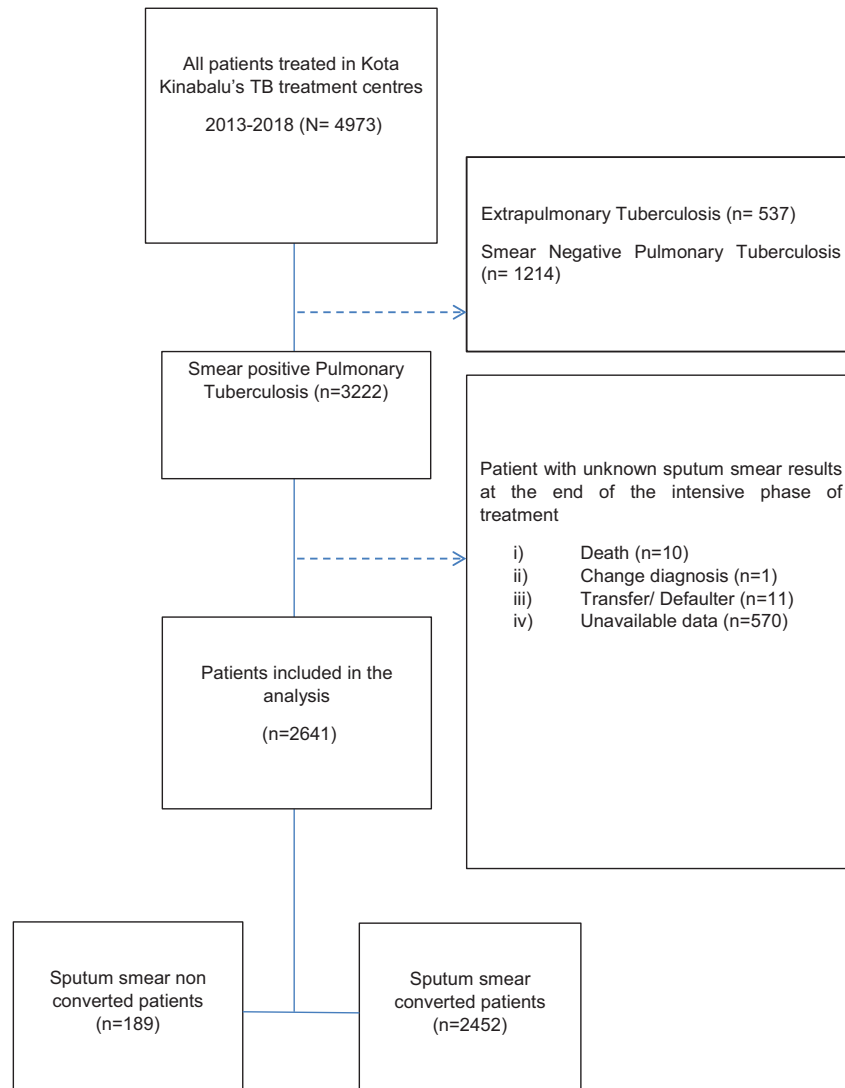 All patients treated in Kota
Kinabalu's TB treatment centres
2013-2018 (N= 4973)
Extrapulmonary Tuberculosis (n= 537)
Smear Negative Pulmonary Tuberculosis
(n= 1214)
Smear positive Pulmonary
Tuberculosis (n=3222)
Patient with unknown sputum smear results
at the end of the intensive phase of
treatment
i) Death (n=10)
ii) Change diagnosis (n=1)
iii) Transfer/ Defaulter (n=11)
iv) Unavailable data (n=570)
Patients included in the
analysis
(n=2641)
Sputum smear non
converted patients
(n=189)
Sputum smear
converted patients
(n=2452)